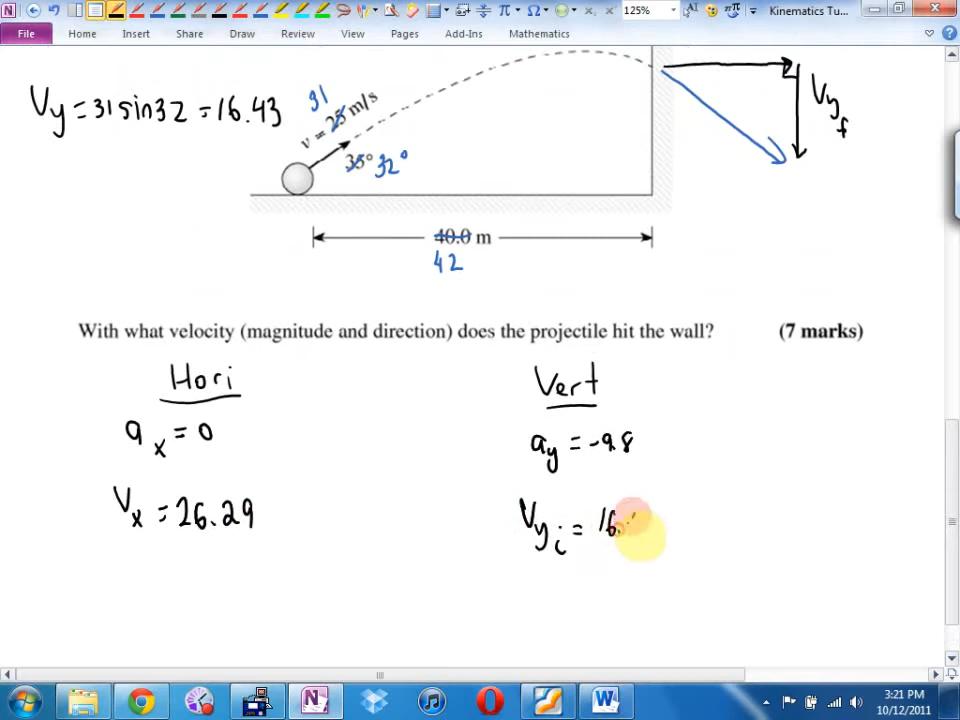 125%
Kinematics Tu...
File Home Insert Share Draw Review View Pages Add-Ins Mathematics
Vy = 31 sin 32 = 16.43
31
v = 25 m/s
35° 32°
Vyf
40.0 m
42
With what velocity (magnitude and direction) does the projectile hit the wall? (7 marks)
Hori
Vert
ax = 0
ay = -9.8
Vx = 26.29
Vyi = 16.
3:21 PM
10/12/2011